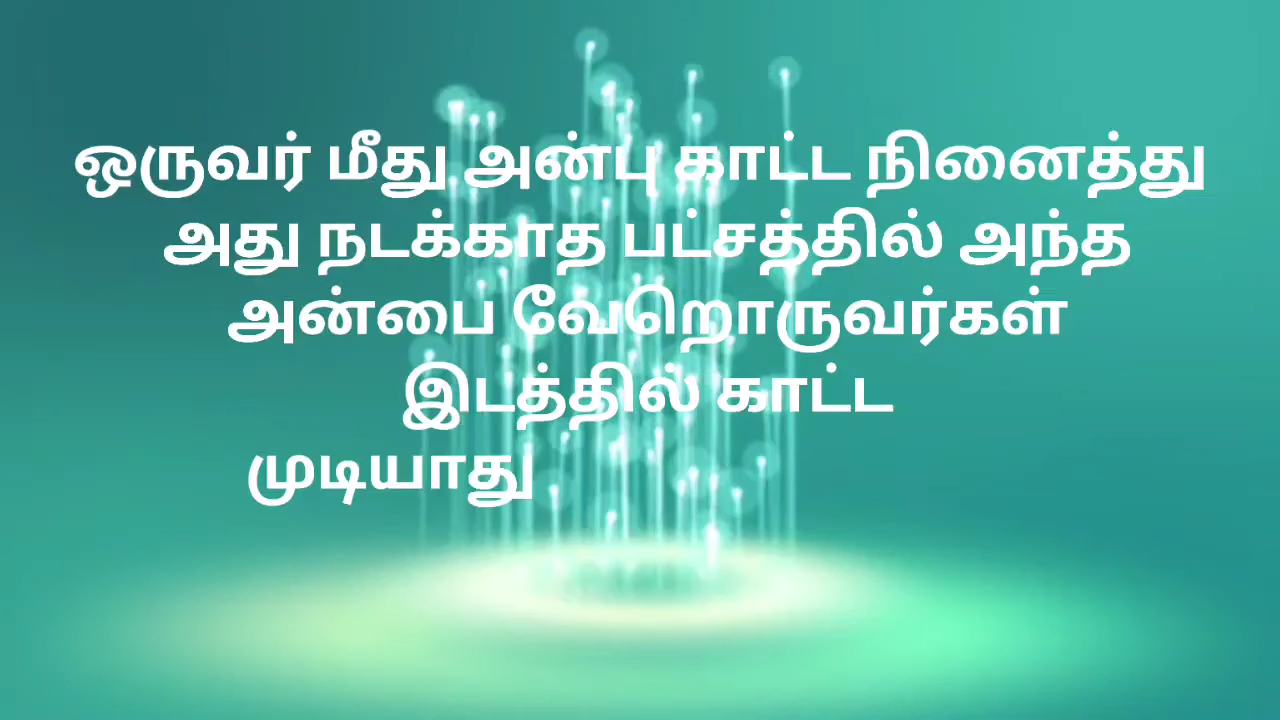 ஒருவர் மீது அன்பு காட்ட நினைத்து
அது நடக்காத பட்சத்தில் அந்த
அன்பை வேறொருவர்கள்
இடத்தில் காட்ட
முடியாது